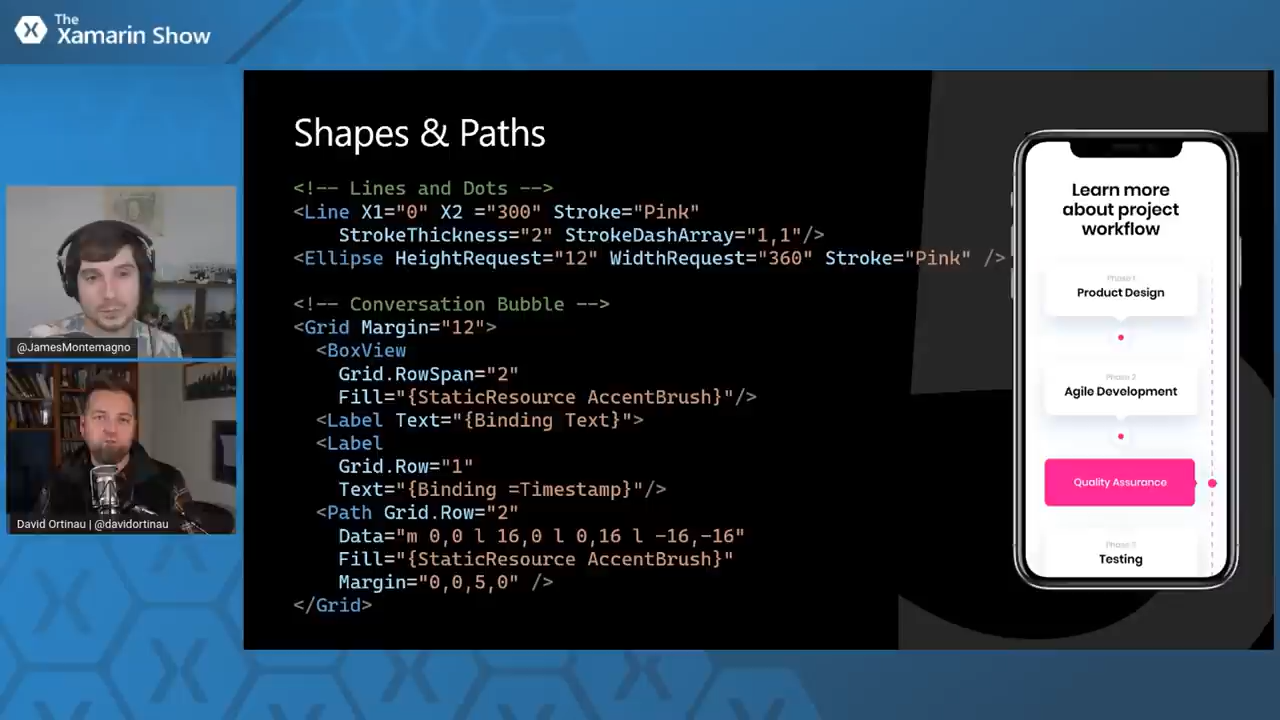 The
Xamarin Show
@JamesMontemagno
David Ortinau | @davidortinau
Shapes & Paths
<!-- Lines and Dots -->
<Line X1="0" X2 ="300" Stroke="Pink"
StrokeThickness="2" StrokeDashArray="1,1"/>
<Ellipse HeightRequest="12" WidthRequest="360" Stroke="Pink" />
<!-- Conversation Bubble -->
<Grid Margin="12">
<BoxView
Grid.RowSpan="2"
Fill="{StaticResource AccentBrush}"/>
<Label Text="{Binding Text}">
<Label
Grid.Row="1"
Text="{Binding =Timestamp}"/>
<Path Grid.Row="2"
Data="m 0,0 l 16,0 l 0,16 l -16,-16"
Fill="{StaticResource AccentBrush}"
Margin="0,0,5,0" />
</Grid>
Learn more
about project
workflow
Phase 1
Product Design
Phase 2
Agile Development
Quality Assurance
Testing